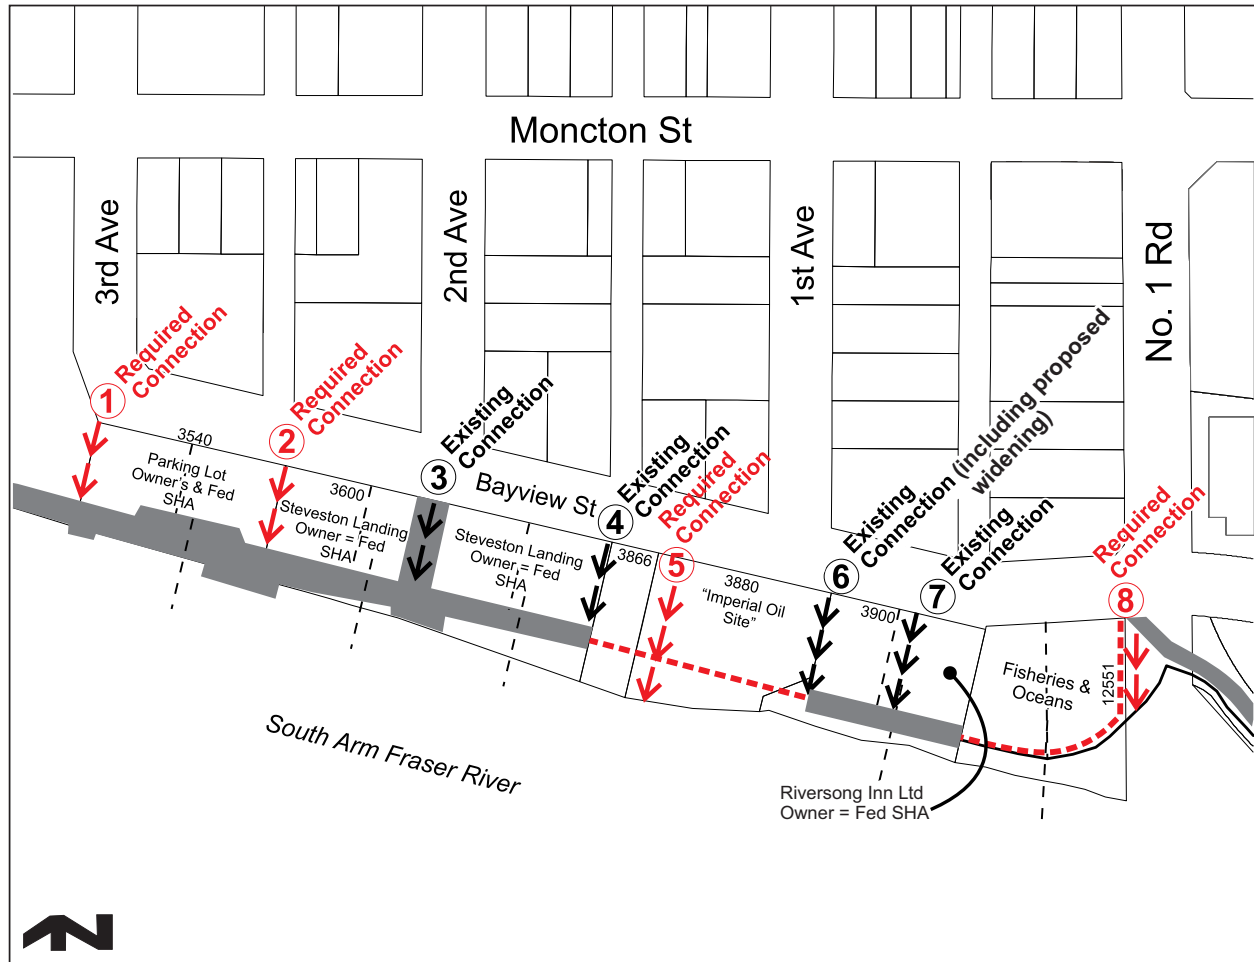 Moncton St
3rd Ave
2nd Ave
1st Ave
No. 1 Rd
1
Required
Connection
2
Required
Connection
3
Existing
Connection
Bayview St
4
Existing
Connection
5
Required
Connection
6
Existing
Connection (including proposed
widening)
7
Existing
Connection
8
Required
Connection
3540
Parking Lot
Owner's & Fed
SHA
3600
Steveston Landing
Owner = Fed
SHA
Steveston Landing
Owner = Fed
SHA
3866
3880
“Imperial Oil
Site”
3900
Fisheries &
Oceans
12551
South Arm Fraser River
Riversong Inn Ltd
Owner = Fed SHA
N